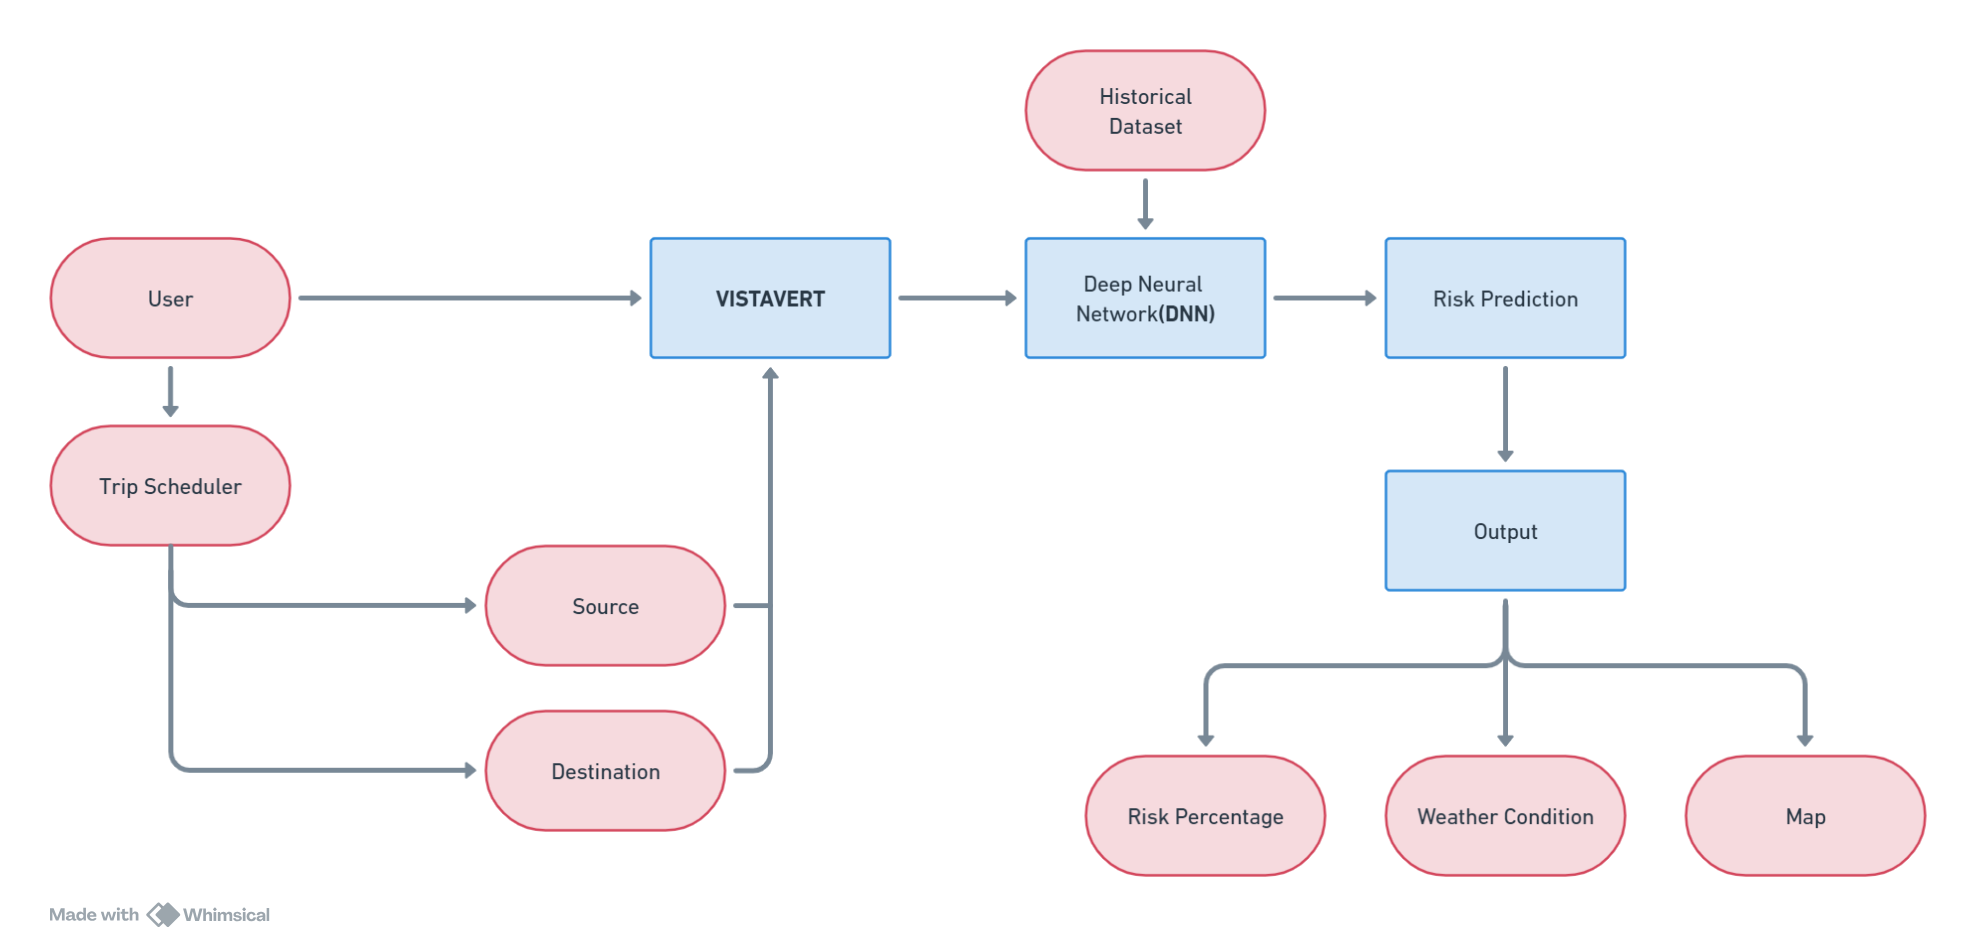 Historical
Dataset
User
VISTAVERT
Deep Neural
Network(DNN)
Risk Prediction
Trip Scheduler
Output
Source
Destination
Risk Percentage
Weather Condition
Map
Made with Whimsical